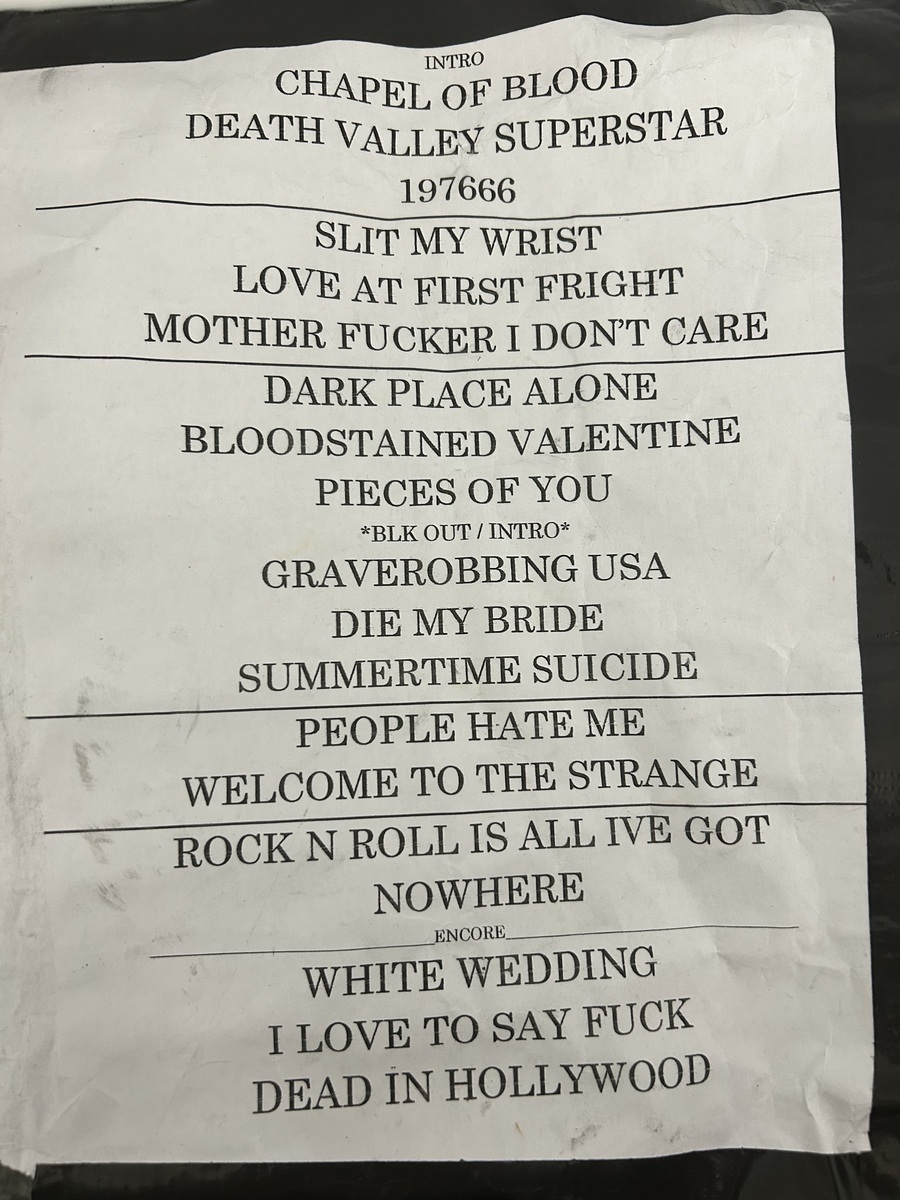 INTRO
CHAPEL OF BLOOD
DEATH VALLEY SUPERSTAR
197666
SLIT MY WRIST
LOVE AT FIRST FRIGHT
MOTHER FUCKER I DON'T CARE
DARK PLACE ALONE
BLOODSTAINED VALENTINE
PIECES OF YOU
*BLK OUT / INTRO*
GRAVEROBBING USA
DIE MY BRIDE
SUMMERTIME SUICIDE
PEOPLE HATE ME
WELCOME TO THE STRANGE
ROCK N ROLL IS ALL IVE GOT
NOWHERE
ENCORE
WHITE WEDDING
I LOVE TO SAY FUCK
DEAD IN HOLLYWOOD